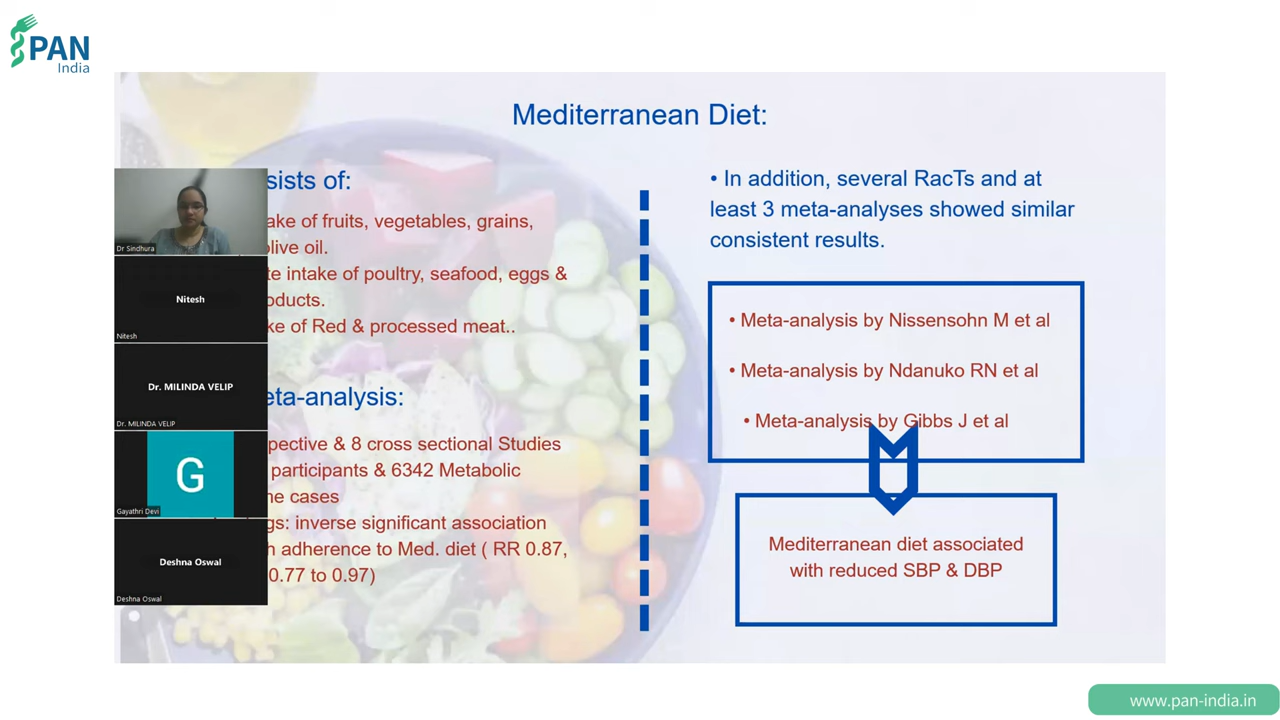 PAN
India
Mediterranean Diet:
sists of:
ake of fruits, vegetables, grains,
olive oil.
te intake of poultry, seafood, eggs &
oducts.
ke of Red & processed meat..
eta-analysis:
spective & 8 cross sectional Studies
participants & 6342 Metabolic
me cases
gs: inverse significant association
h adherence to Med. diet ( RR 0.87,
0.77 to 0.97)
Dr Sindhura
Nitesh
Nitesh
Dr. MILINDA VELIP
Dr. MILINDA VELIP
G
Gayathri Devi
Deshna Oswal
Deshna Oswal
• In addition, several RacTs and at
least 3 meta-analyses showed similar
consistent results.
• Meta-analysis by Nissensohn M et al
• Meta-analysis by Ndanuko RN et al
• Meta-analysis by Gibbs J et al
Mediterranean diet associated
with reduced SBP & DBP
www.pan-india.in